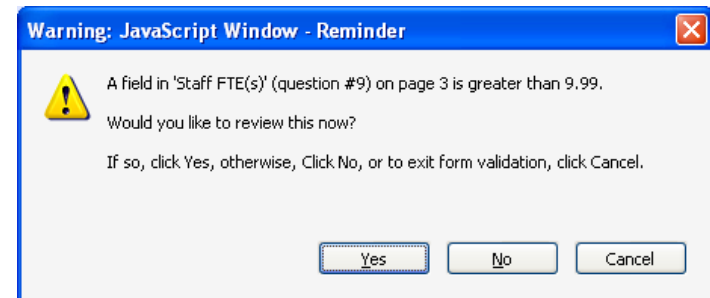 Warning: JavaScript Window - Reminder
A field in 'Staff FTE(s)' (question #9) on page 3 is greater than 9.99.
Would you like to review this now?
If so, click Yes, otherwise, Click No, or to exit form validation, click Cancel.
Yes No Cancel